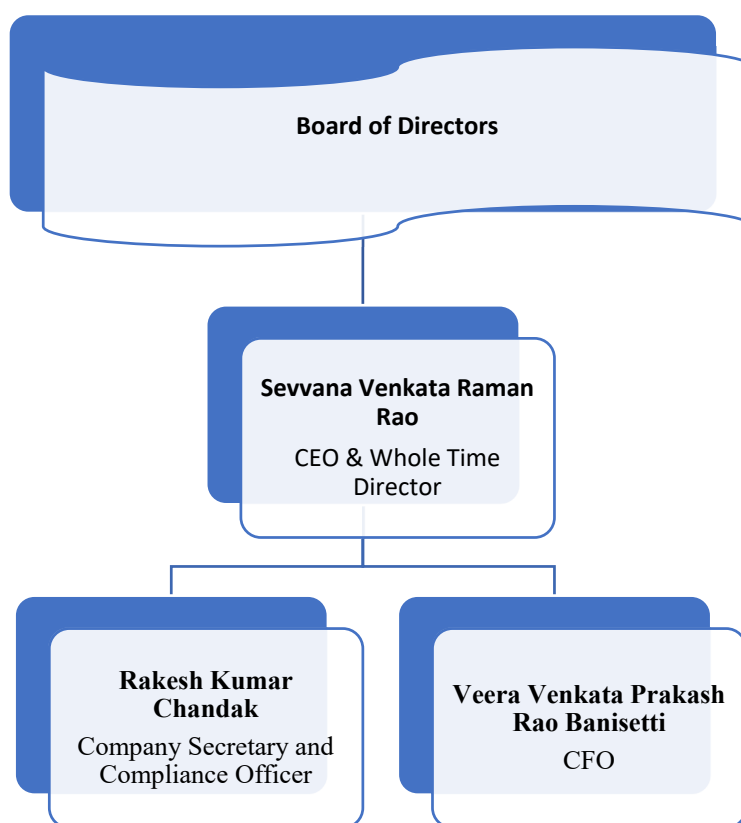 Board of Directors
Sevvana Venkata Raman
Rao
CEO & Whole Time
Director
Rakesh Kumar
Chandak
Company Secretary and
Compliance Officer
Veera Venkata Prakash
Rao Banisetti
CFO